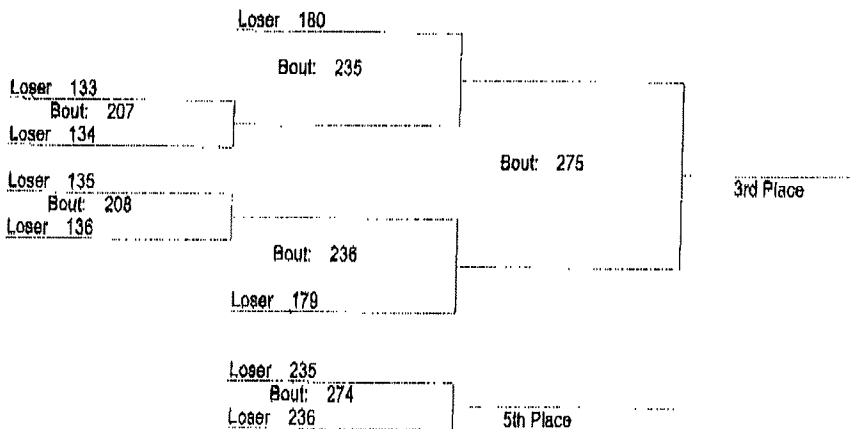 Loser 180
Bout: 235
Loser 133
Bout: 207
Loser 134
Bout: 275
Loser 135
Bout: 208
Loser 136
3rd Place
Bout: 236
Loser 179
Loser 235
Bout: 274
Loser 236
5th Place